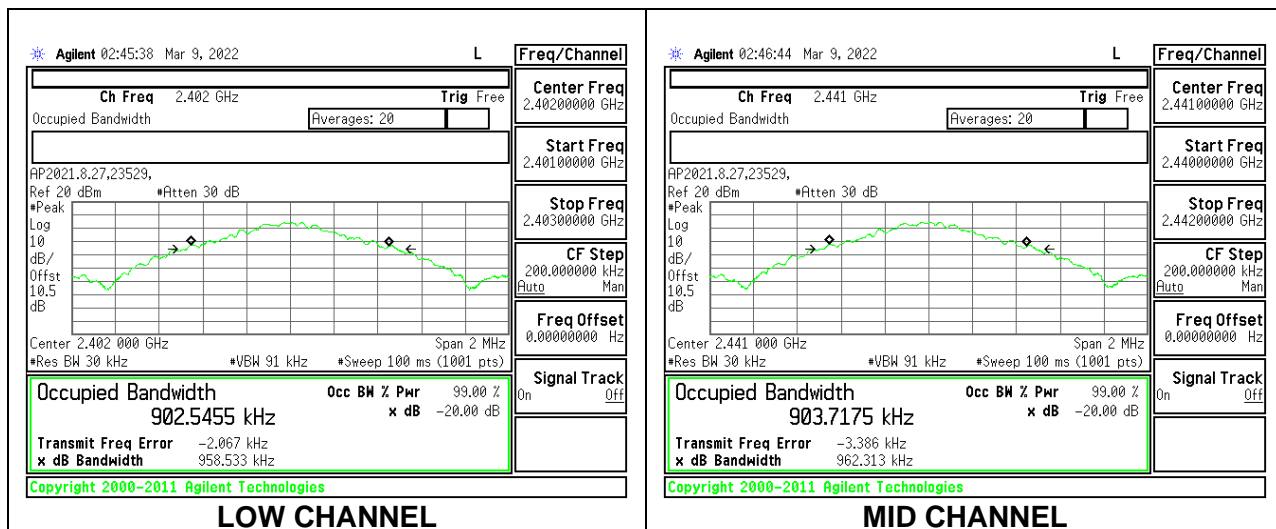 Agilent 02:45:38 Mar 9, 2022 L
Freq/Channel
Ch Freq 2.402 GHz Trig Free
Occupied Bandwidth Averages: 20
AP2021.8.27,23529,
Ref 20 dBm #Atten 30 dB
#Peak
Log
10
dB/
Offst
10.5
dB
Center 2.402 000 GHz Span 2 MHz
#Res BW 30 kHz #VBW 91 kHz #Sweep 100 ms (1001 pts)
Occupied Bandwidth Occ BW % Pwr 99.00 %
902.5455 kHz x dB -20.00 dB
Transmit Freq Error -2.067 kHz
x dB Bandwidth 958.533 kHz
Copyright 2000-2011 Agilent Technologies
Center Freq
2.40200000 GHz
Start Freq
2.40100000 GHz
Stop Freq
2.40300000 GHz
CF Step
200.000000 kHz
Auto Man
Freq Offset
0.00000000 Hz
Signal Track
On Off
LOW CHANNEL
Agilent 02:46:44 Mar 9, 2022 L
Freq/Channel
Ch Freq 2.441 GHz Trig Free
Occupied Bandwidth Averages: 20
AP2021.8.27,23529,
Ref 20 dBm #Atten 30 dB
#Peak
Log
10
dB/
Offst
10.5
dB
Center 2.441 000 GHz Span 2 MHz
#Res BW 30 kHz #VBW 91 kHz #Sweep 100 ms (1001 pts)
Occupied Bandwidth Occ BW % Pwr 99.00 %
903.7175 kHz x dB -20.00 dB
Transmit Freq Error -3.386 kHz
x dB Bandwidth 962.313 kHz
Copyright 2000-2011 Agilent Technologies
Center Freq
2.44100000 GHz
Start Freq
2.44000000 GHz
Stop Freq
2.44200000 GHz
CF Step
200.000000 kHz
Auto Man
Freq Offset
0.00000000 Hz
Signal Track
On Off
MID CHANNEL